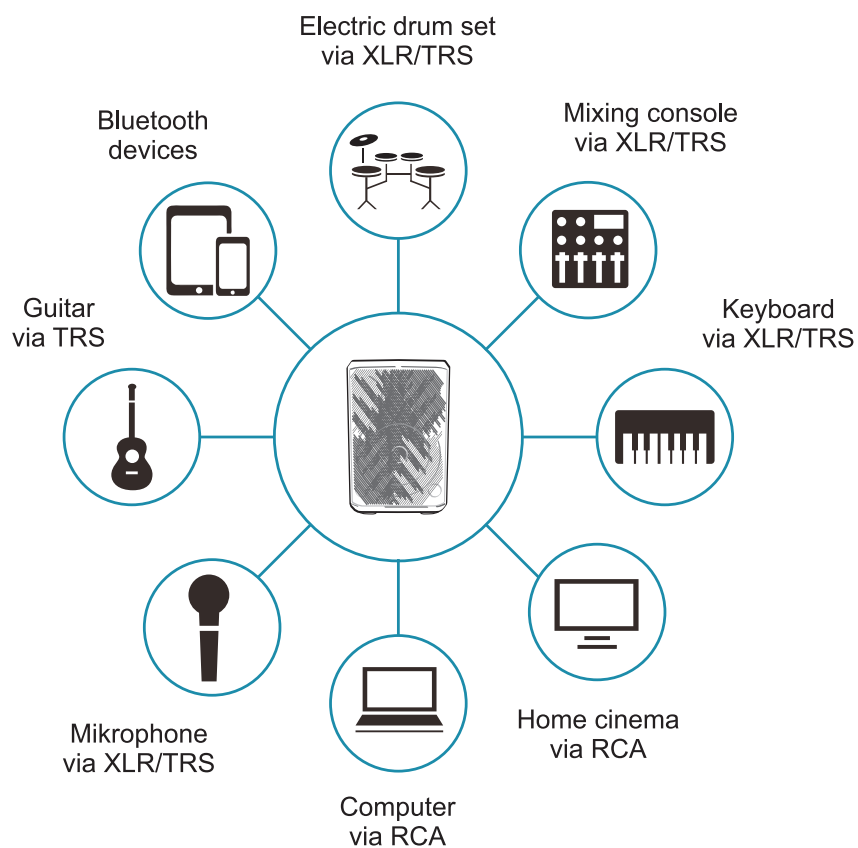 Electric drum set
via XLR/TRS
Mixing console
via XLR/TRS
Bluetooth
devices
Guitar
via TRS
Keyboard
via XLR/TRS
Mikrophone
via XLR/TRS
Home cinema
via RCA
Computer
via RCA